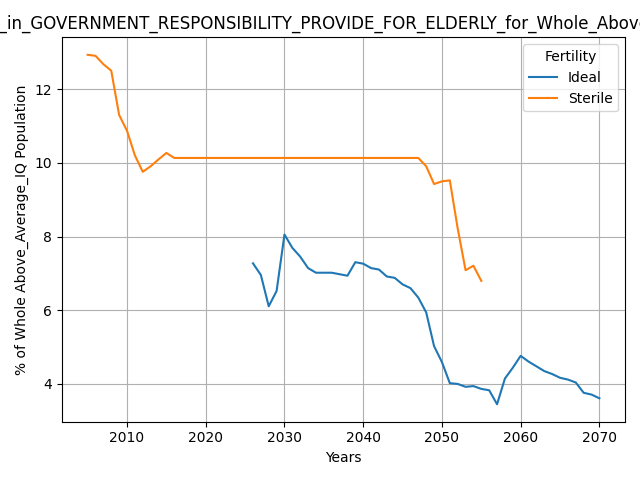 _in_GOVERNMENT_RESPONSIBILITY_PROVIDE_FOR_ELDERLY_for_Whole_Above
Fertility
Ideal
Sterile
% of Whole Above_Average_IQ Population
12
10
8
6
4
2010 2020 2030 2040 2050 2060 2070
Years